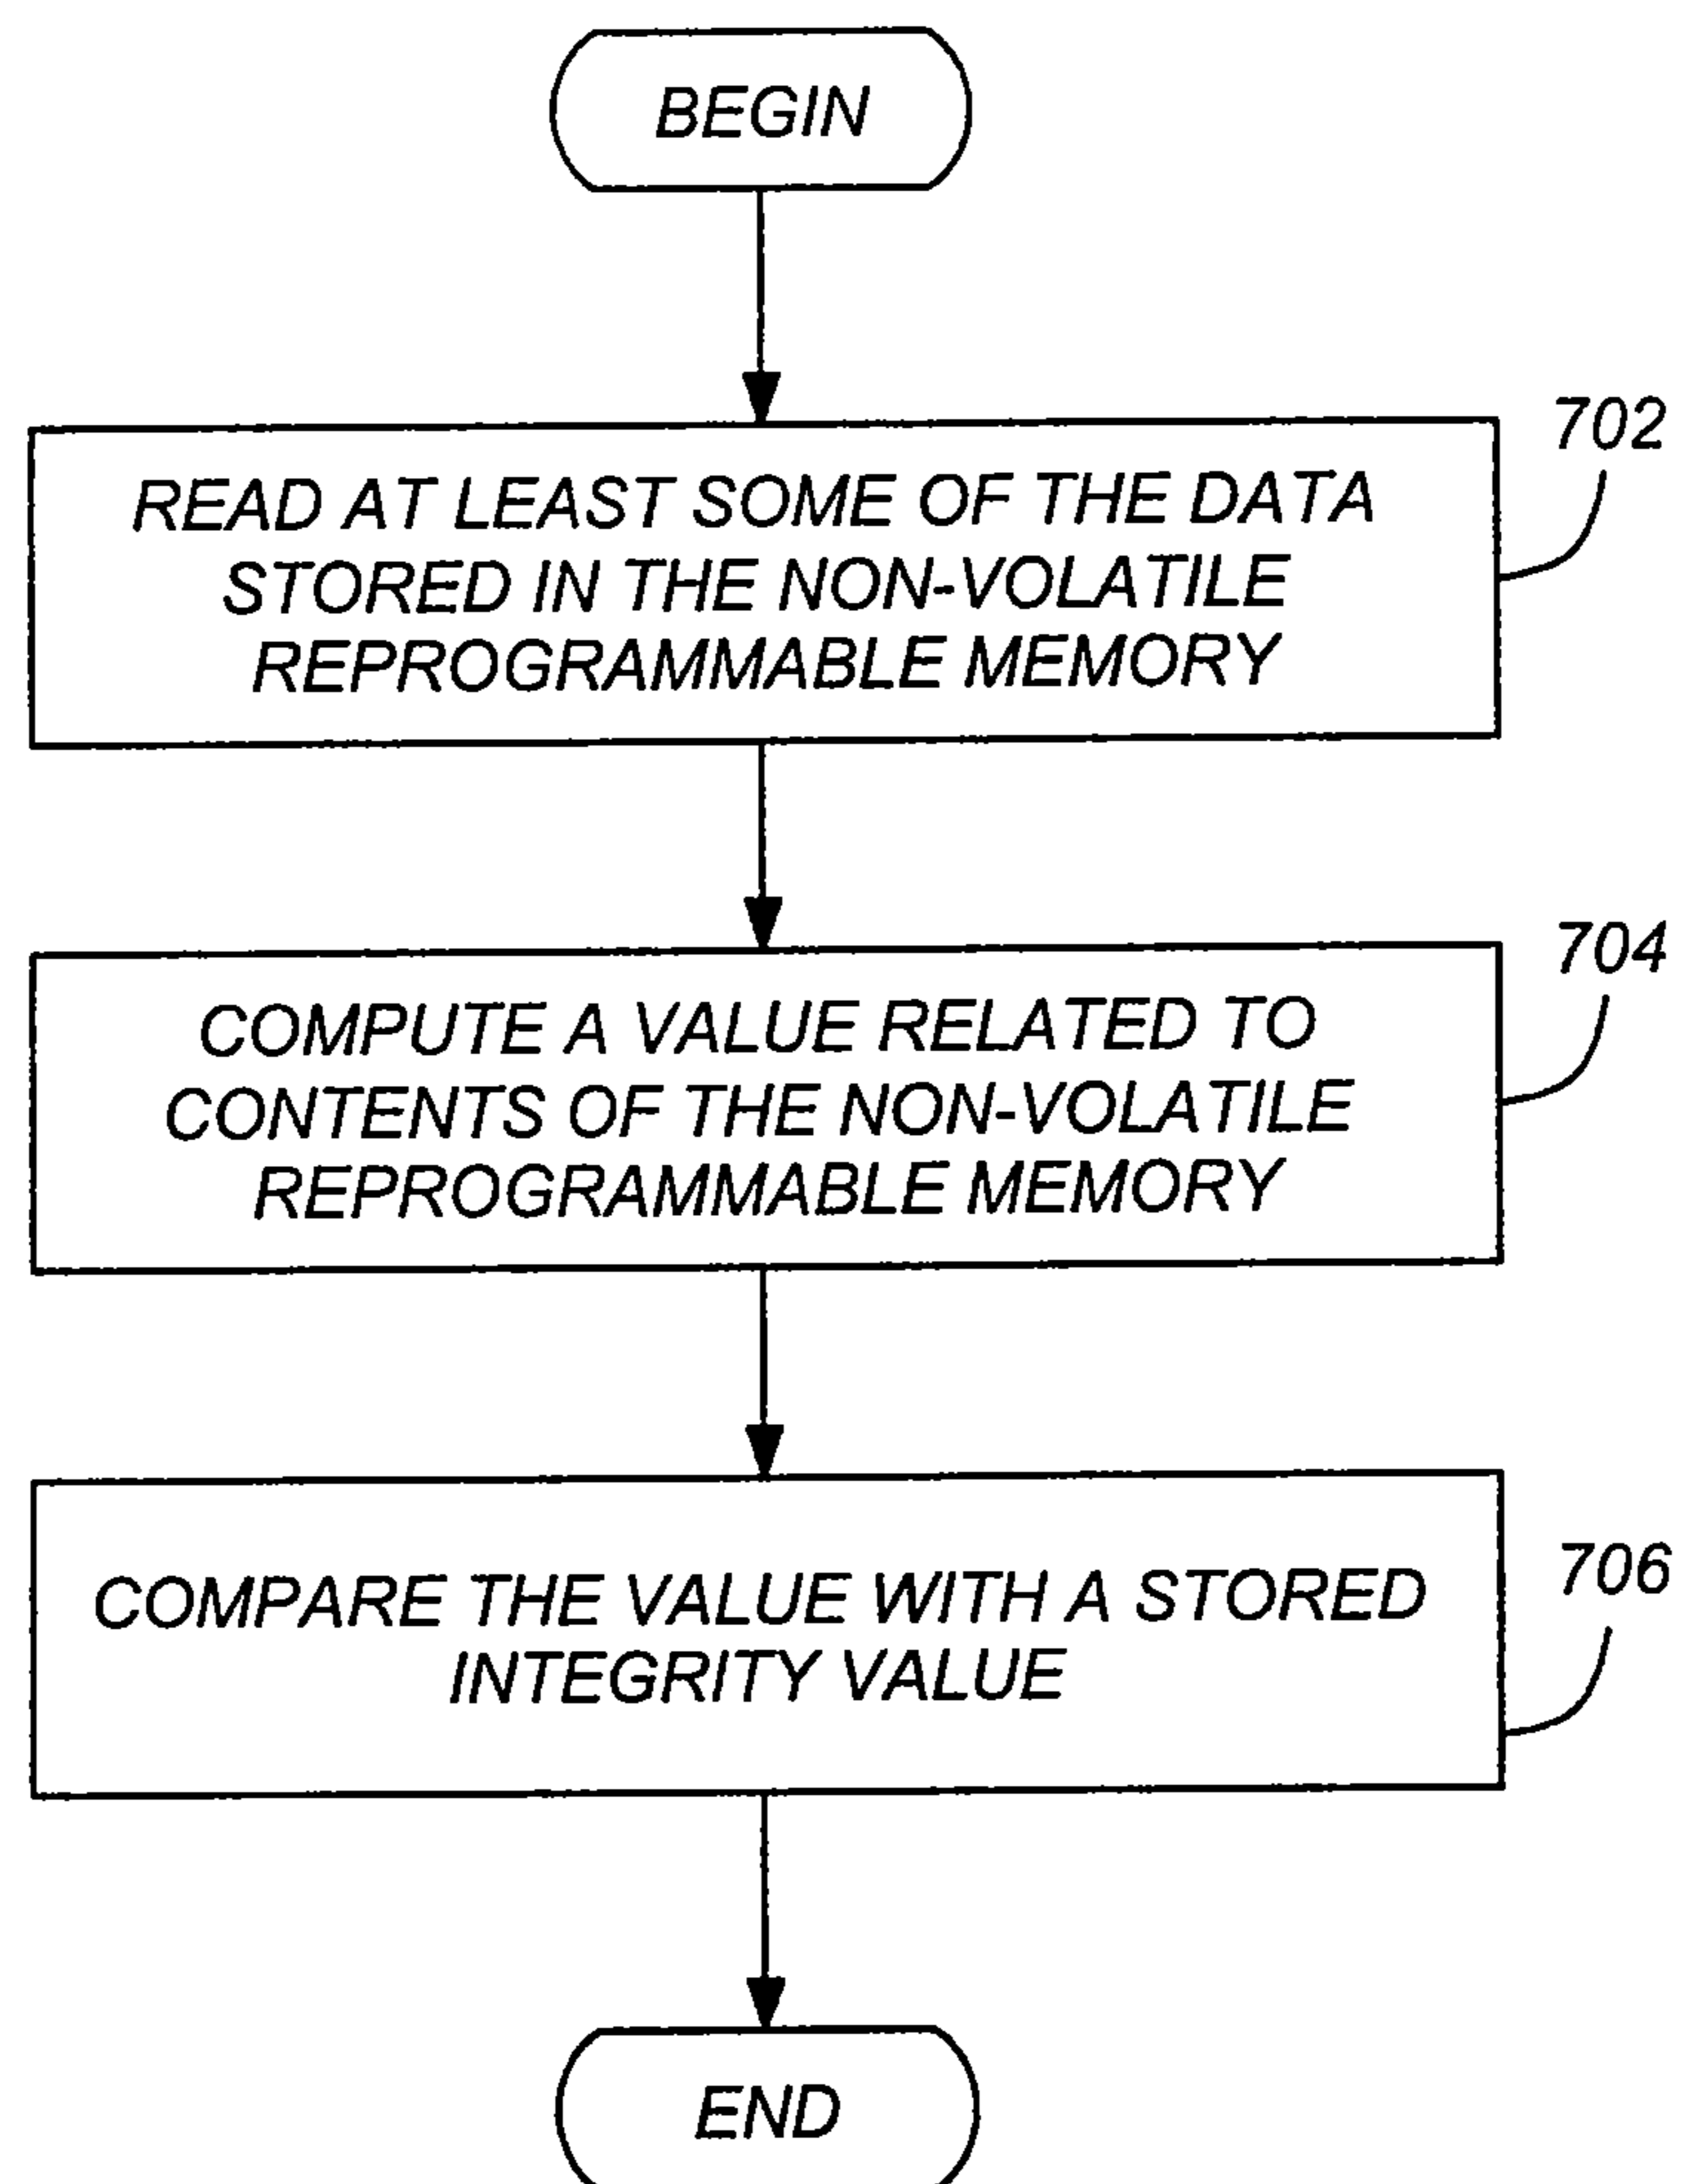 BEGIN
702
READ AT LEAST SOME OF THE DATA
STORED IN THE NON-VOLATILE
REPROGRAMMABLE MEMORY
704
COMPUTE A VALUE RELATED TO
CONTENTS OF THE NON-VOLATILE
REPROGRAMMABLE MEMORY
706
COMPARE THE VALUE WITH A STORED
INTEGRITY VALUE
END